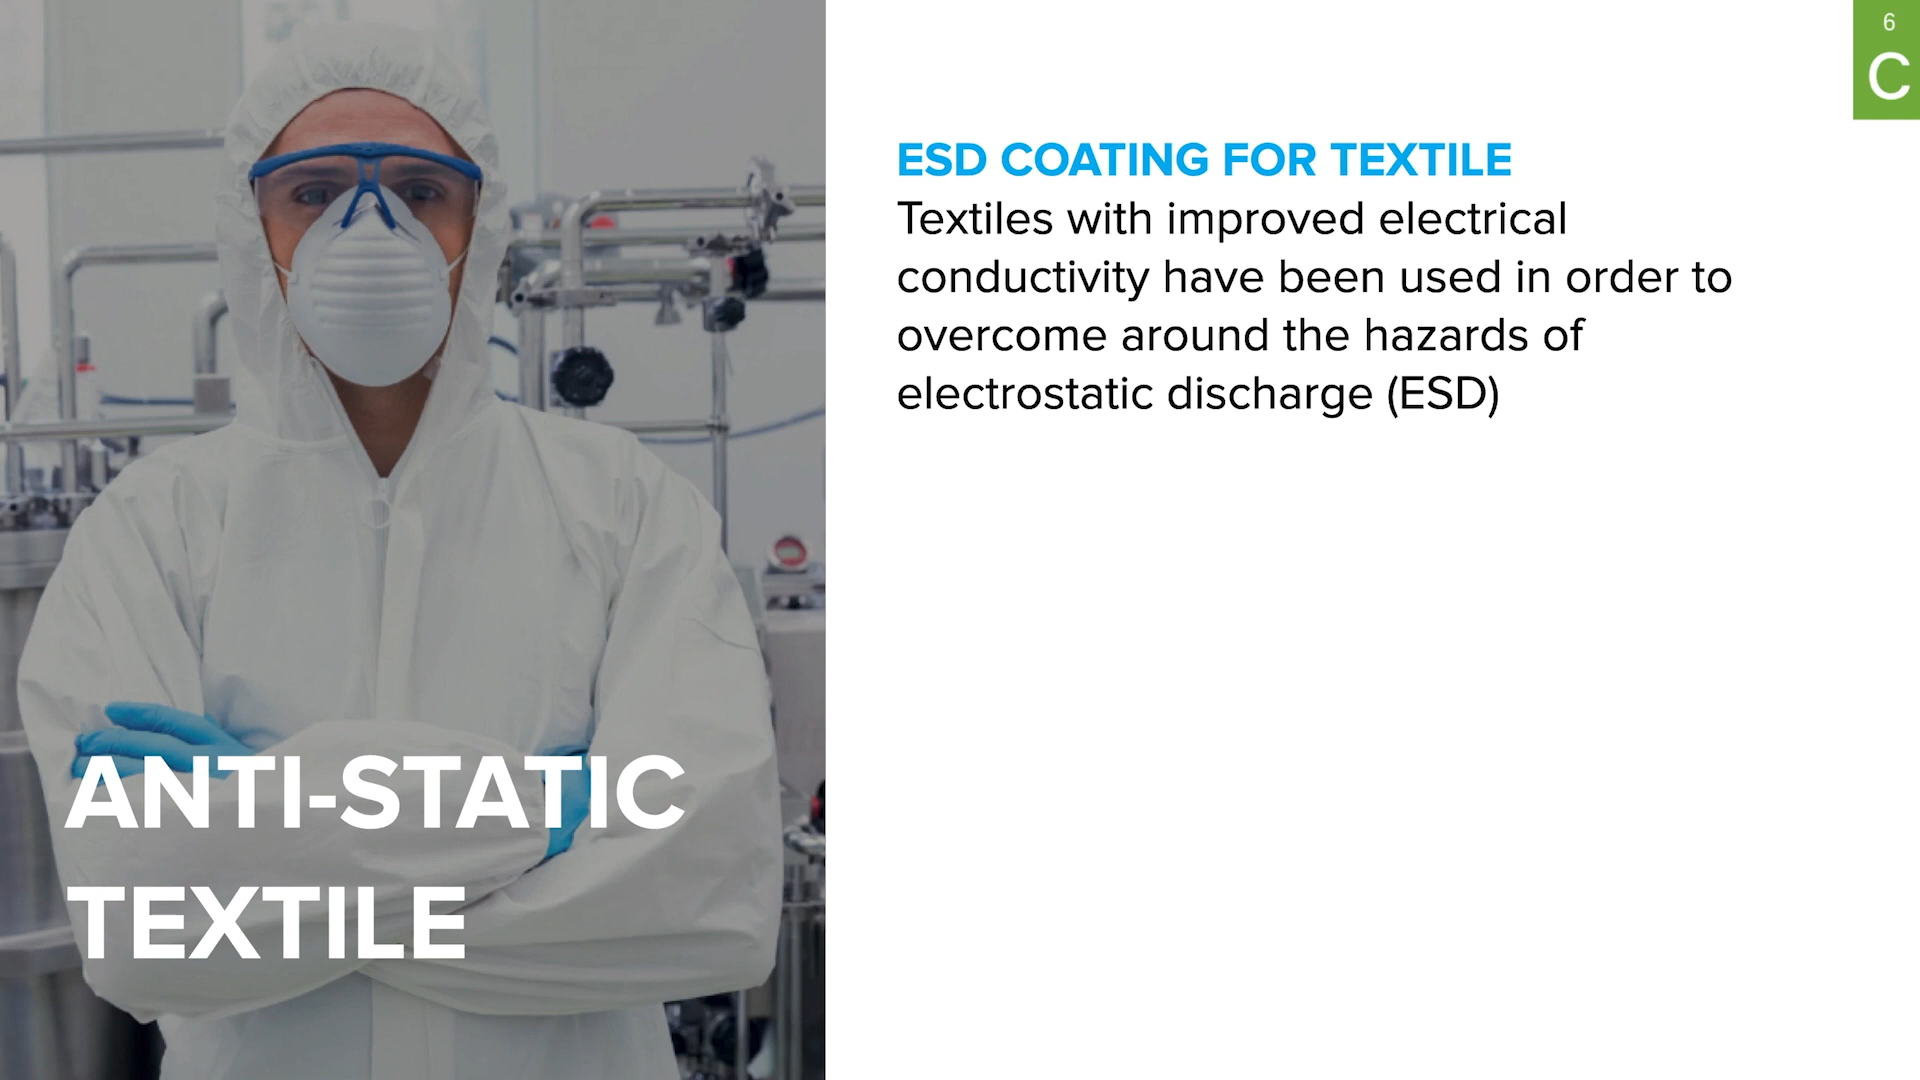 6
C
ESD COATING FOR TEXTILE
Textiles with improved electrical
conductivity have been used in order to
overcome around the hazards of
electrostatic discharge (ESD)
ANTI-STATIC
TEXTILE